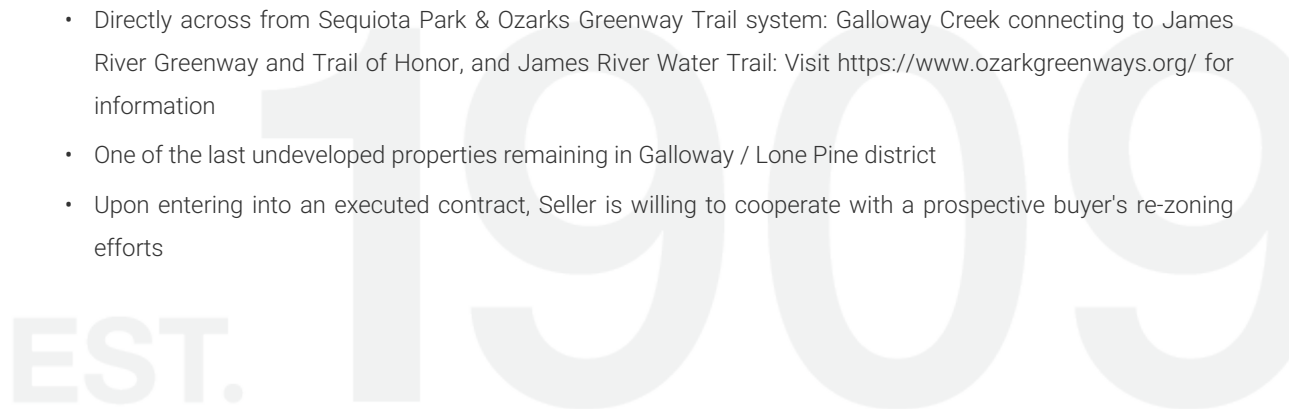 • Directly across from Sequiota Park & Ozarks Greenway Trail system: Galloway Creek connecting to James
River Greenway and Trail of Honor, and James River Water Trail: Visit https://www.ozarkgreenways.org/ for
information
• One of the last undeveloped properties remaining in Galloway / Lone Pine district
• Upon entering into an executed contract, Seller is willing to cooperate with a prospective buyer's re-zoning
efforts
EST. 1909